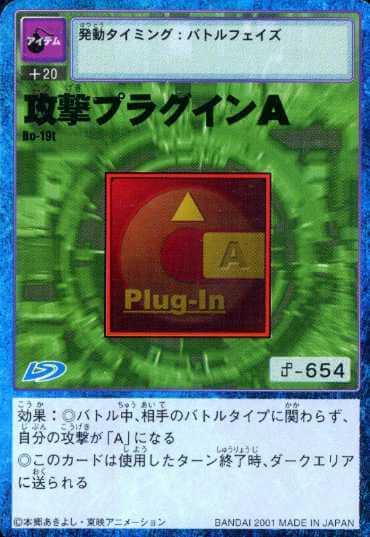 発動タイミング：バトルフェイズ
アイテム
＋20
攻撃プラグインA
Bo-19t
A
Plug-In
-654
効果：◎バトル中、相手のバトルタイプに関わらず、
自分の攻撃が「A」になる
◎このカードは使用したターン終了時、ダークエリア
に送られる
©本郷あきよし・東映アニメーション
BANDAI 2001 MADE IN JAPAN